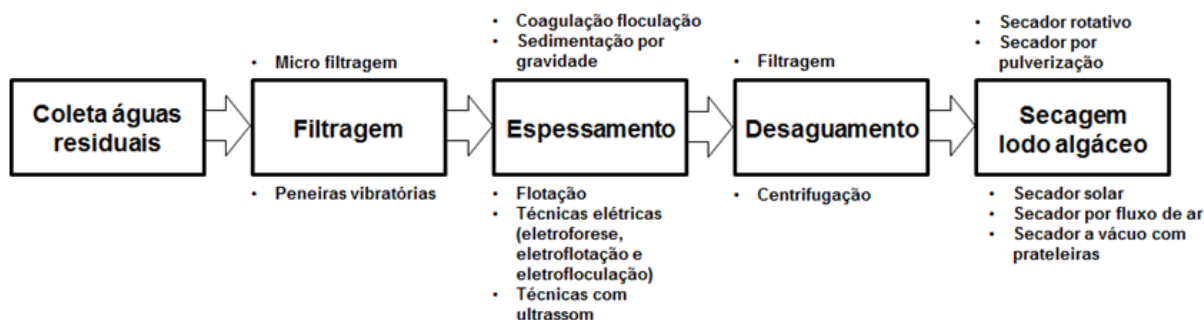 • Coagulação floculação
• Sedimentação por
gravidade
• Secador rotativo
• Secador por
pulverização
• Micro filtragem
• Filtragem
Coleta águas
residuais
Filtragem
Espessamento
Desaguamento
Secagem
lodo algáceo
• Peneiras vibratórias
• Flotação
• Técnicas elétricas
(eletroforese,
eletroflotação e
eletrofloculação)
• Técnicas com
ultrassom
• Centrifugação
• Secador solar
• Secador por fluxo de ar
• Secador a vácuo com
prateleiras